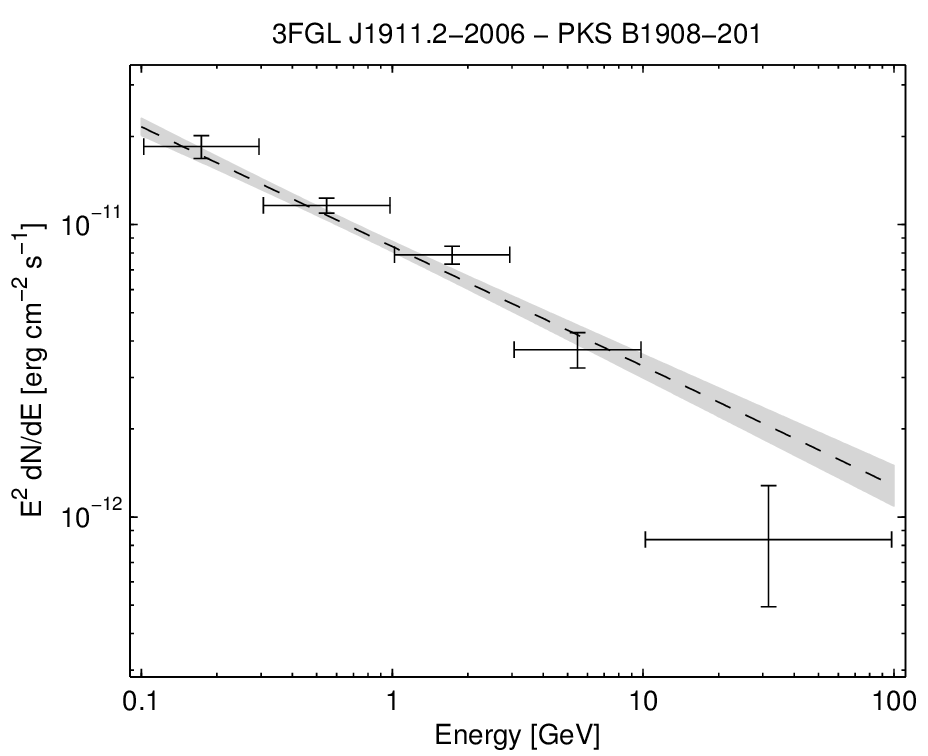 3FGL J1911.2−2006 − PKS B1908−201
E² dN/dE [erg cm⁻² s⁻¹]
10⁻¹¹
10⁻¹²
0.1 1 10 100
Energy [GeV]